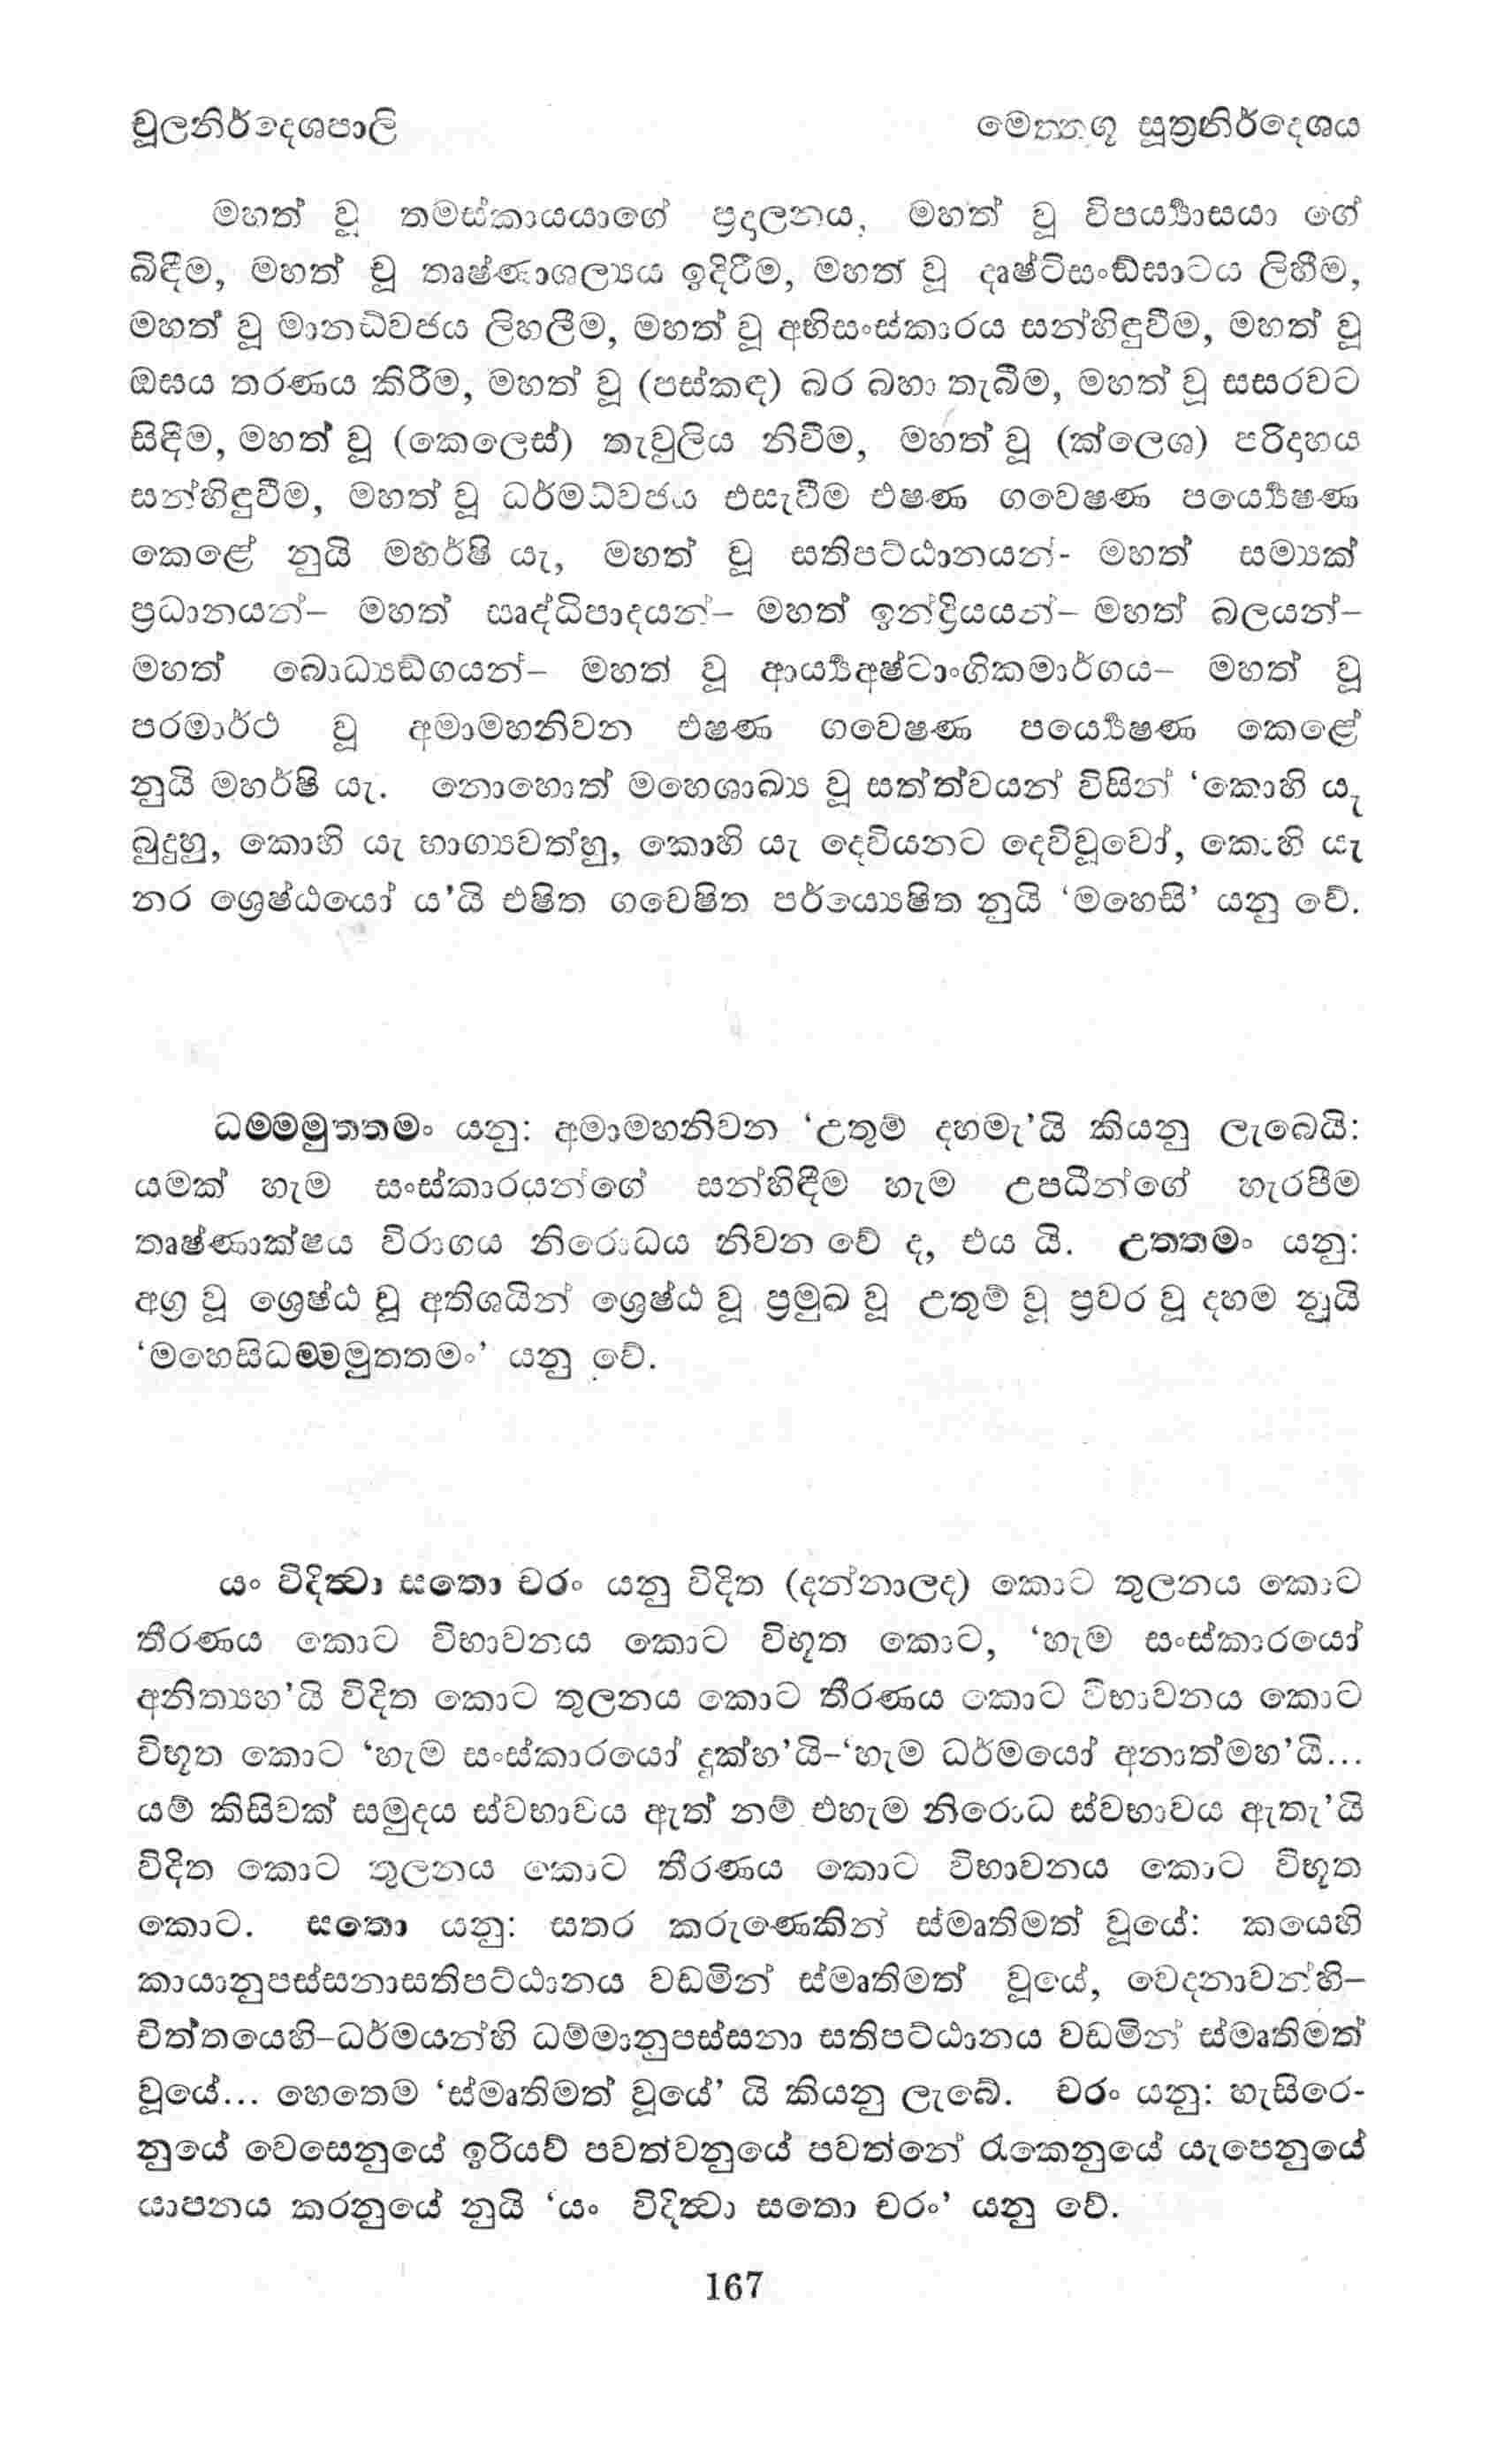 චූලනිර්දෙශපාලි මෙත්තගූ සූත්‍රනිර්දෙශය
මහත් වූ තමස්කායයාගේ ප්‍රදාලනය, මහත් වූ විපර්‍ය්‍යාසයා ගේ
බිඳීම, මහත් වූ තෘෂ්ණාශල්‍යය ඉදිරීම, මහත් වූ දෘෂ්ටිසංඞ්ඝාටය ලිහීම,
මහත් වූ මානධ්වජය ලිහලීම, මහත් වූ අභිසංස්කාරය සන්හිඳුවීම, මහත් වූ
ඔඝය තරණය කිරීම, මහත් වූ (පස්කඳ) බර බහා තැබීම, මහත් වූ සසරවට
සිඳීම, මහත් වූ (කෙලෙස්) තැවුලිය නිවීම, මහත් වූ (ක්ලෙශ) පරිදාහය
සන්හිඳුවීම, මහත් වූ ධර්මධ්වජය එසැවීම එෂණ ගවෙෂණ පර්‍ය්‍යෙෂණ
කෙළේ නුයි මහර්ෂි යැ, මහත් වූ සතිපට්ඨානයන්- මහත් සම්‍යක්
ප්‍රධානයන්– මහත් ඍද්ධිපාදයන්– මහත් ඉන්ද්‍රියයන්– මහත් බලයන්–
මහත් බොධ්‍යඞ්ගයන්– මහත් වූ ආර්‍ය්‍යඅෂ්ටාංගිකමාර්ගය– මහත් වූ
පරමාර්ථ වූ අමාමහනිවන එෂණ ගවෙෂණ පර්‍ය්‍යෙෂණ කෙළේ
නුයි මහර්ෂි යැ. නොහොත් මහෙශාඛ්‍ය වූ සත්ත්වයන් විසින් ‘කොහි යැ
බුදුහු, කොහි යැ භාග්‍යවත්හු, කොහි යැ දෙවියනට දෙවිවූවෝ, කොහි යැ
නර ශ්‍රෙෂ්ඨයෝ ය’යි එෂිත ගවෙෂිත පර්ය්‍යෙෂිත නුයි ‘මහෙසි’ යනු වේ.
ධම්මමුත්තමං යනු: අමාමහනිවන ‘උතුම් දහමැ’යි කියනු ලැබෙයි:
යමක් හැම සංස්කාරයන්ගේ සන්හිඳීම හැම උපධීන්ගේ හැරපීම
තෘෂ්ණාක්ෂය විරාගය නිරොධය නිවන වේ ද, එය යි. උත්තමං යනු:
අග්‍ර වූ ශ්‍රෙෂ්ඨ වූ අතිශයින් ශ්‍රෙෂ්ඨ වූ ප්‍රමුඛ වූ උතුම් වූ ප්‍රවර වූ දහම නුයි
‘මහෙසිධම්මමුත්තමං’ යනු වේ.
යං විදිත්‍වා සතො චරං යනු විදිත (දන්නාලද) කොට තුලනය කොට
තීරණය කොට විභාවනය කොට විභූත කොට, ‘හැම සංස්කාරයෝ
අනිත්‍යහ’යි විදිත කොට තුලනය කොට තීරණය කොට විභාවනය කොට
විභූත කොට ‘හැම සංස්කාරයෝ දුක්හ’යි–‘හැම ධර්මයෝ අනාත්මහ’යි...
යම් කිසිවක් සමුදය ස්වභාවය ඇත් නම් එහැම නිරොධ ස්වභාවය ඇතැ’යි
විදිත කොට තුලනය කොට තීරණය කොට විභාවනය කොට විභූත
කොට. සතො යනු: සතර කරුණෙකින් ස්මෘතිමත් වූයේ: කයෙහි
කායානුපස්සනාසතිපට්ඨානය වඩමින් ස්මෘතිමත් වූයේ, වෙදනාවන්හි–
චිත්තයෙහි–ධර්මයන්හි ධම්මානුපස්සනා සතිපට්ඨානය වඩමින් ස්මෘතිමත්
වූයේ... හෙතෙම ‘ස්මෘතිමත් වූයේ’ යි කියනු ලැබේ. චරං යනු: හැසිරෙ-
නුයේ වෙසෙනුයේ ඉරියව් පවත්වනුයේ පවත්නේ රැකෙනුයේ යැපෙනුයේ
යාපනය කරනුයේ නුයි ‘යං විදිත්‍වා සතො චරං’ යනු වේ.
167